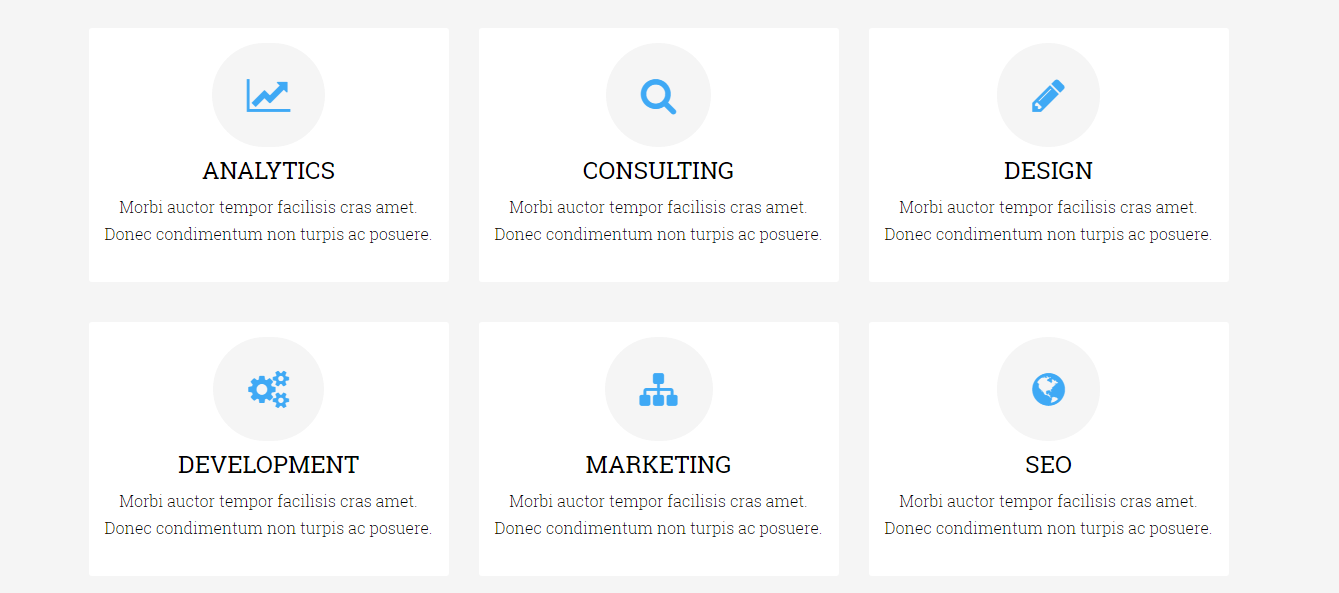 ANALYTICS
Morbi auctor tempor facilisis cras amet.
Donec condimentum non turpis ac posuere.
CONSULTING
Morbi auctor tempor facilisis cras amet.
Donec condimentum non turpis ac posuere.
DESIGN
Morbi auctor tempor facilisis cras amet.
Donec condimentum non turpis ac posuere.
DEVELOPMENT
Morbi auctor tempor facilisis cras amet.
Donec condimentum non turpis ac posuere.
MARKETING
Morbi auctor tempor facilisis cras amet.
Donec condimentum non turpis ac posuere.
SEO
Morbi auctor tempor facilisis cras amet.
Donec condimentum non turpis ac posuere.